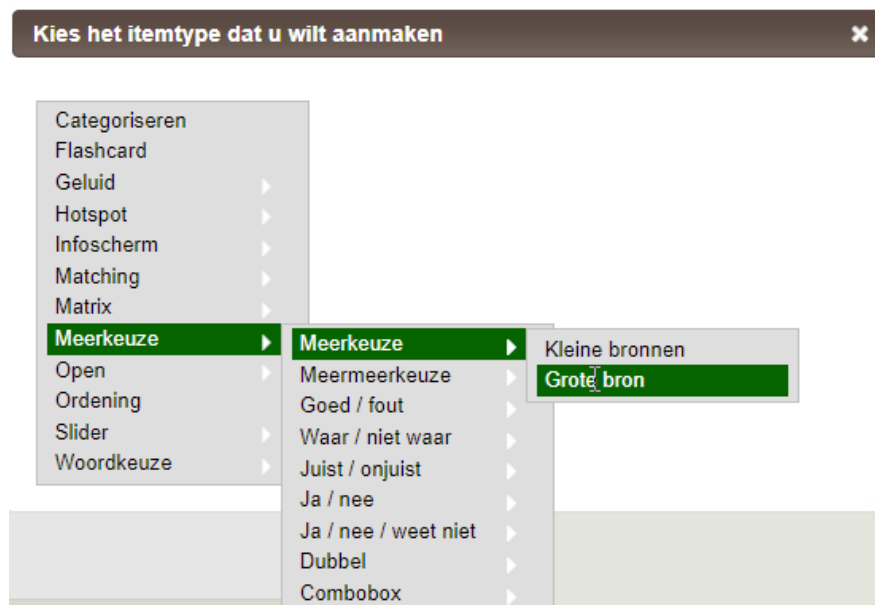 Kies het itemtype dat u wilt aanmaken
Categoriseren
Flashcard
Geluid
Hotspot
Infoscherm
Matching
Matrix
Meerkeuze
Open
Ordening
Slider
Woordkeuze
Meerkeuze
Meermeerkeuze
Goed / fout
Waar / niet waar
Juist / onjuist
Ja / nee
Ja / nee / weet niet
Dubbel
Combobox
Kleine bronnen
Grote bron